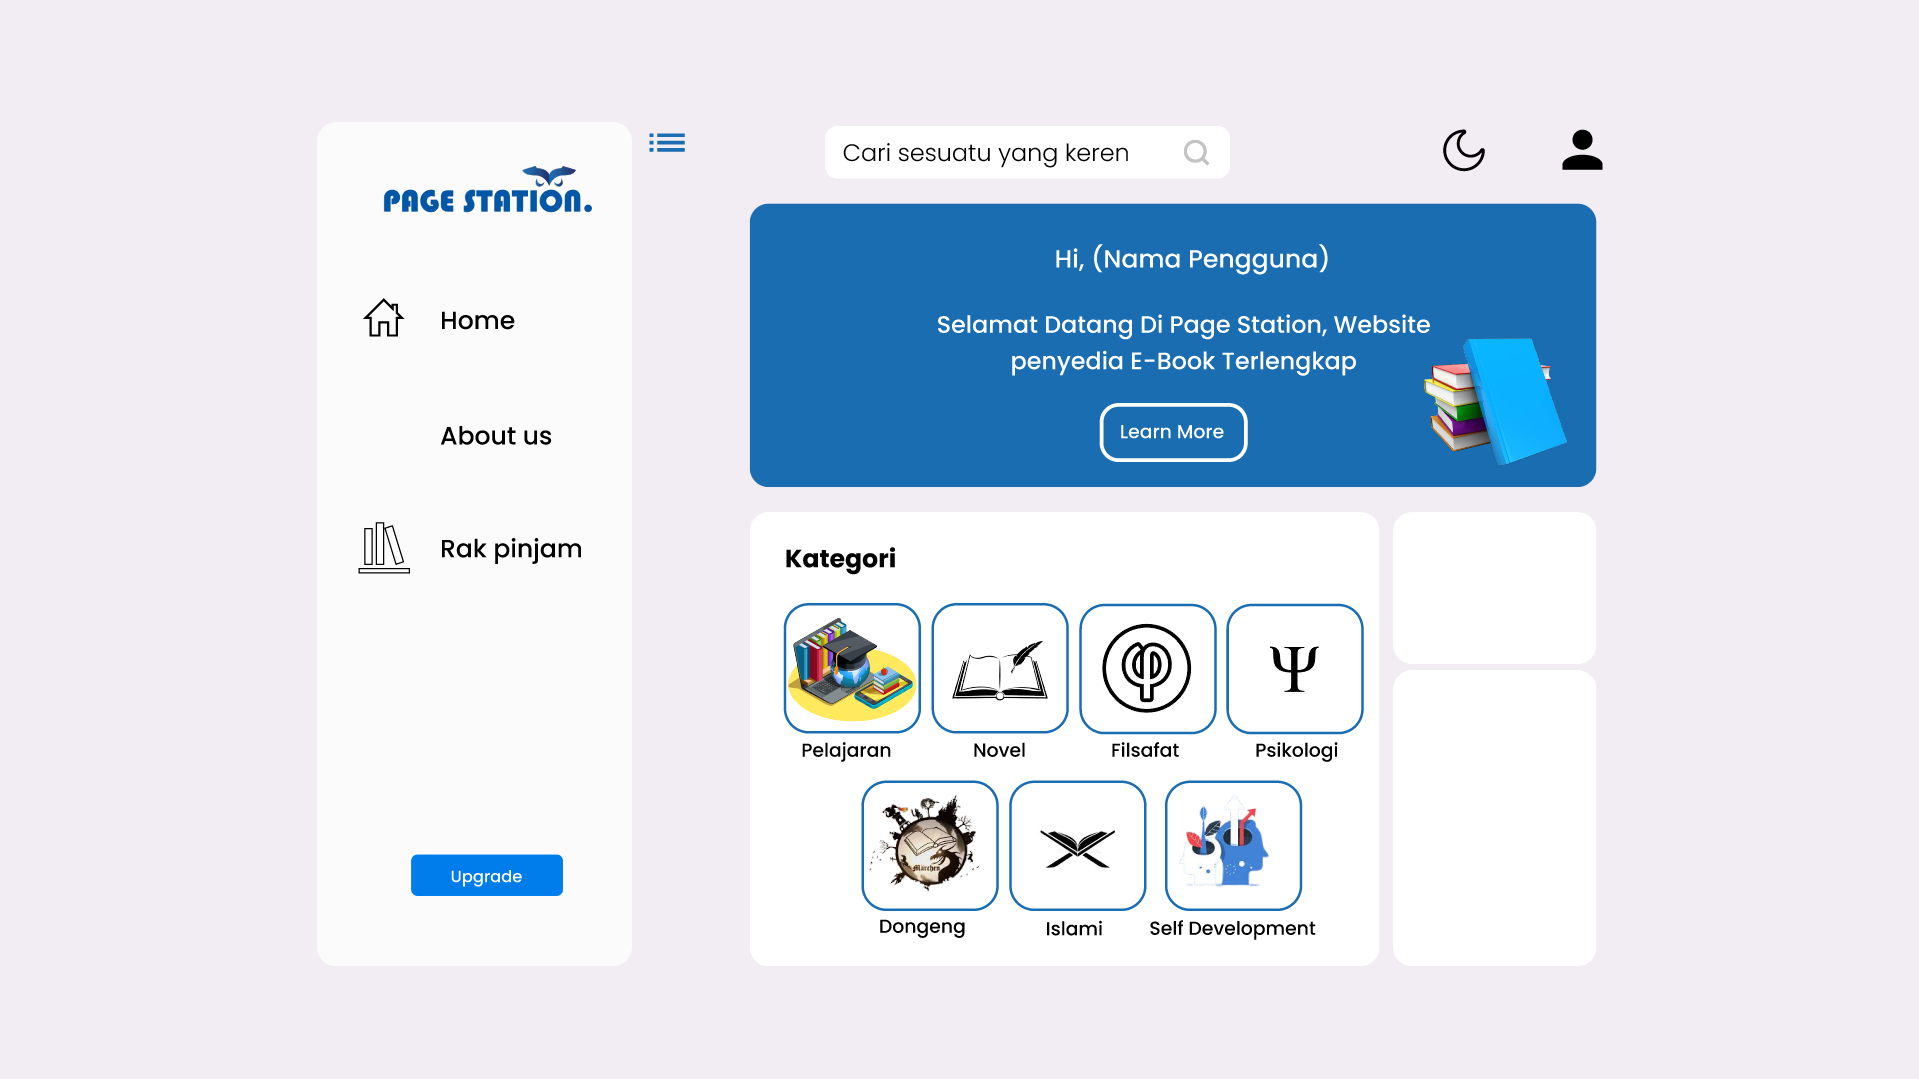 PAGE STATION.
Home
About us
Rak pinjam
Upgrade
Cari sesuatu yang keren
Hi, (Nama Pengguna)
Selamat Datang Di Page Station, Website
penyedia E-Book Terlengkap
Learn More
Kategori
Pelajaran
Novel
Filsafat
Psikologi
Märchen
Dongeng
Islami
Self Development